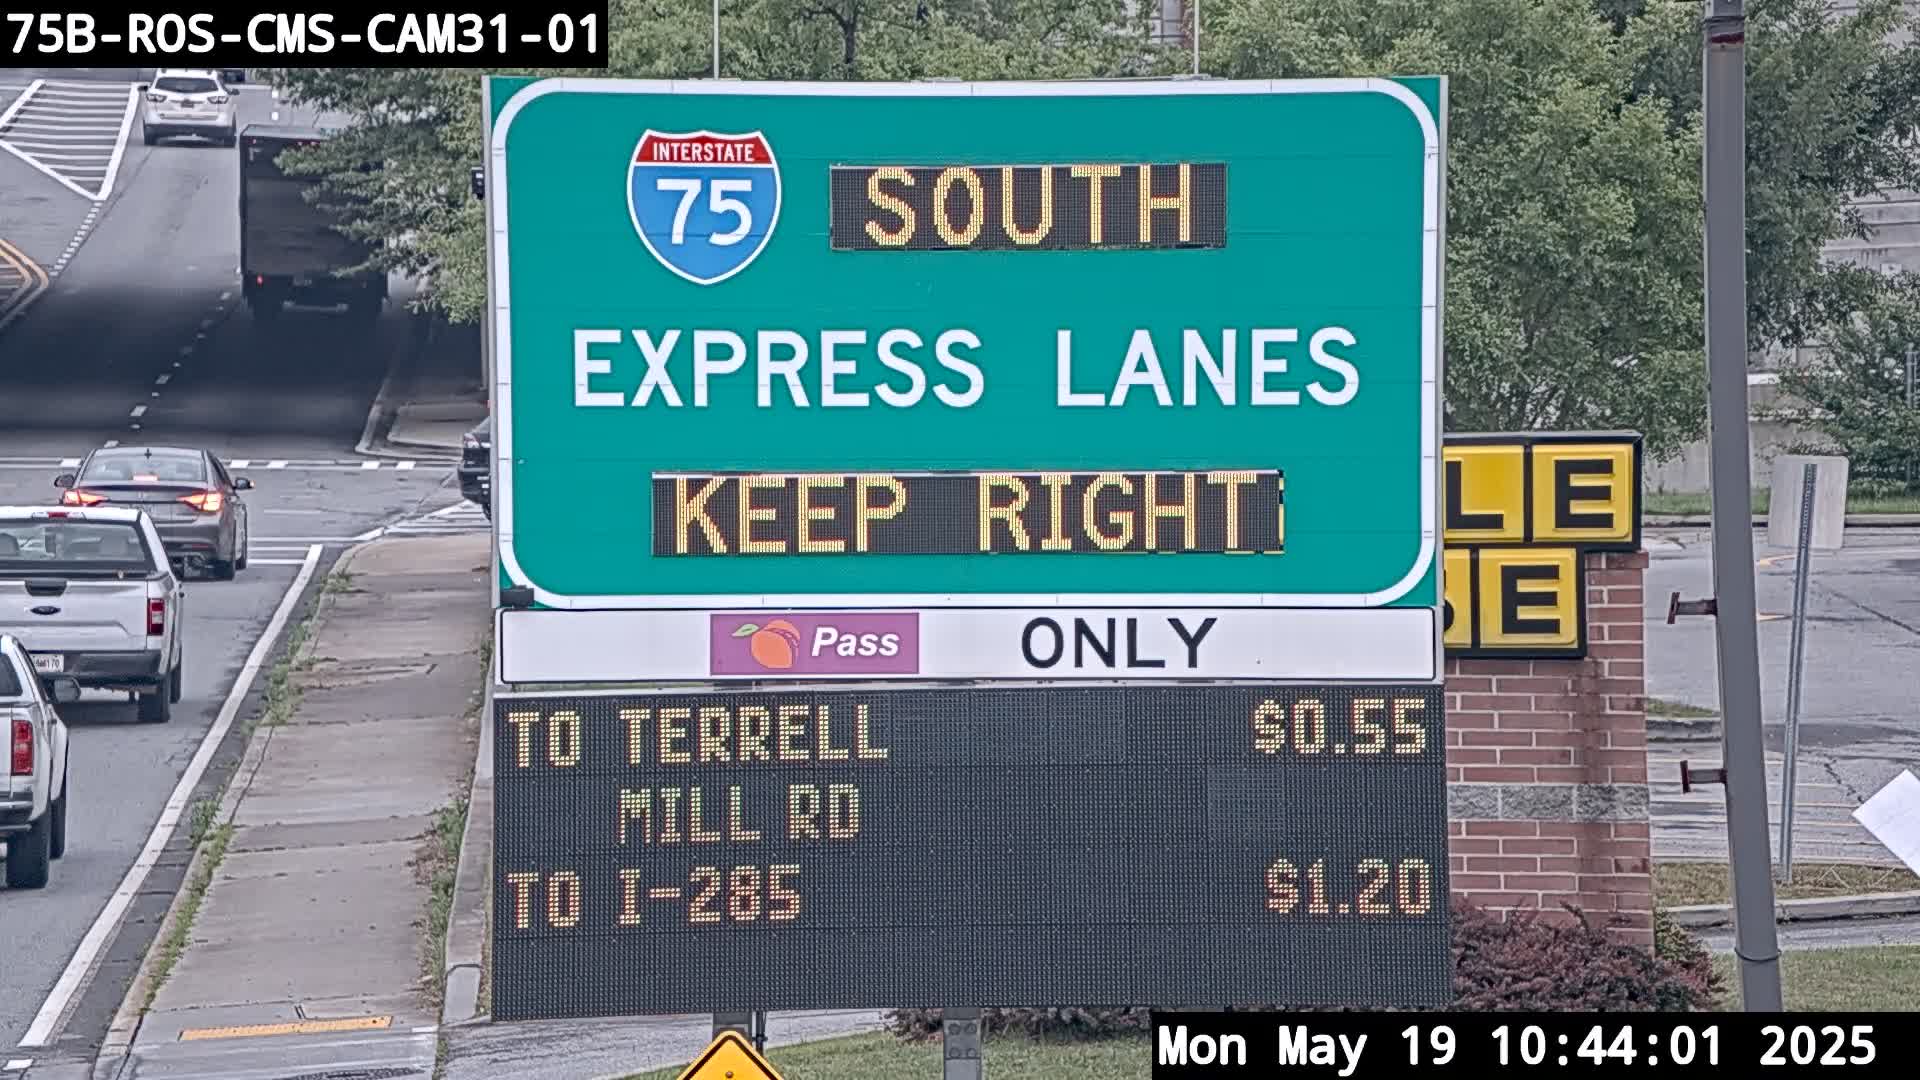 75B-ROS-CMS-CAM31-01
INTERSTATE
75
SOUTH
EXPRESS LANES
KEEP RIGHT
Pass ONLY
TO TERRELL $0.55
MILL RD
TO I-285 $1.20
LE
E
Mon May 19 10:44:01 2025